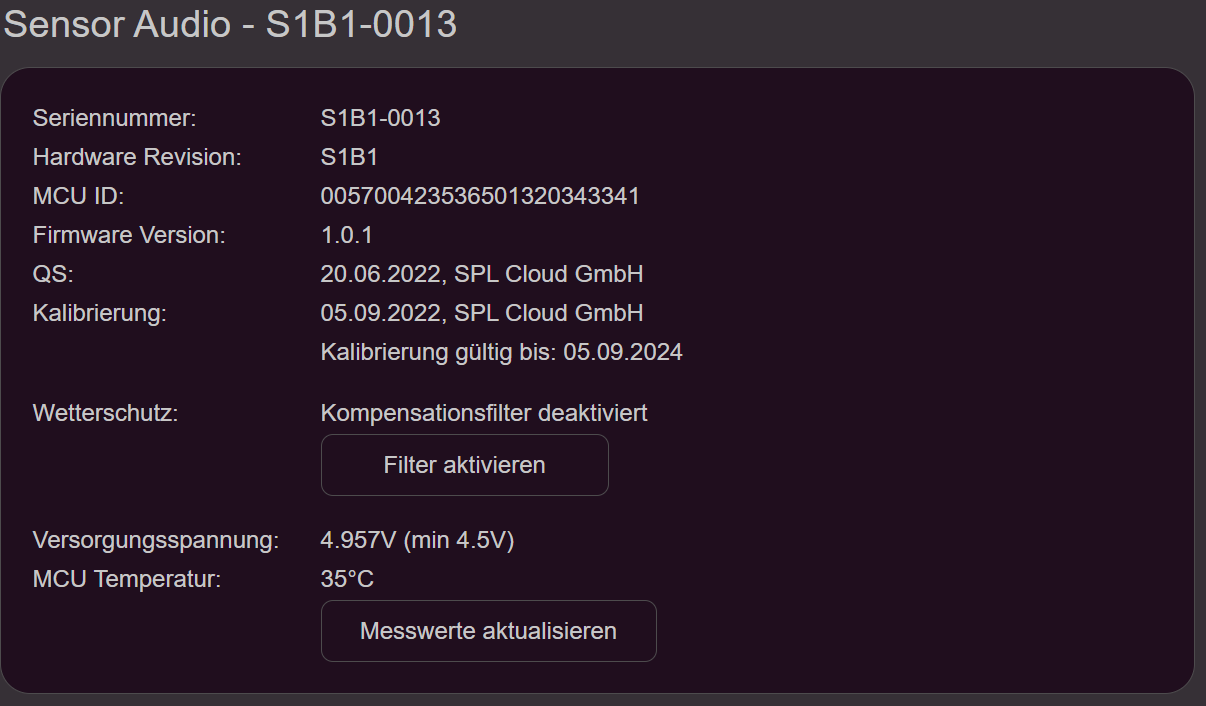 Sensor Audio - S1B1-0013
Seriennummer: S1B1-0013
Hardware Revision: S1B1
MCU ID: 0057004235365013203​43341
Firmware Version: 1.0.1
QS: 20.06.2022, SPL Cloud GmbH
Kalibrierung: 05.09.2022, SPL Cloud GmbH
Kalibrierung gültig bis: 05.09.2024
Wetterschutz: Kompensationsfilter deaktiviert
Filter aktivieren
Versorgungsspannung: 4.957V (min 4.5V)
MCU Temperatur: 35°C
Messwerte aktualisieren